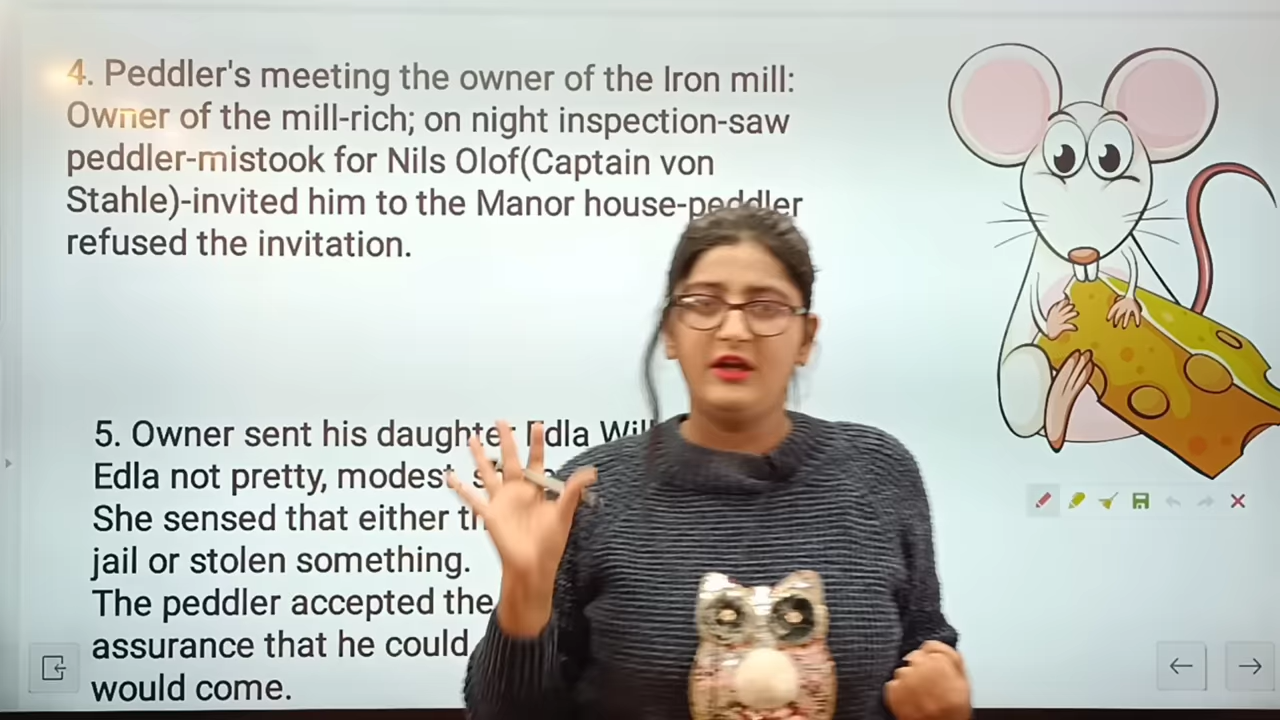 4. Peddler's meeting the owner of the Iron mill:
Owner of the mill-rich; on night inspection-saw
peddler-mistook for Nils Olof(Captain von
Stahle)-invited him to the Manor house-peddler
refused the invitation.
5. Owner sent his daughter Edla
Edla not pretty, modest,
She sensed that either
jail or stolen something.
The peddler accepted the
assurance that he could
would come.